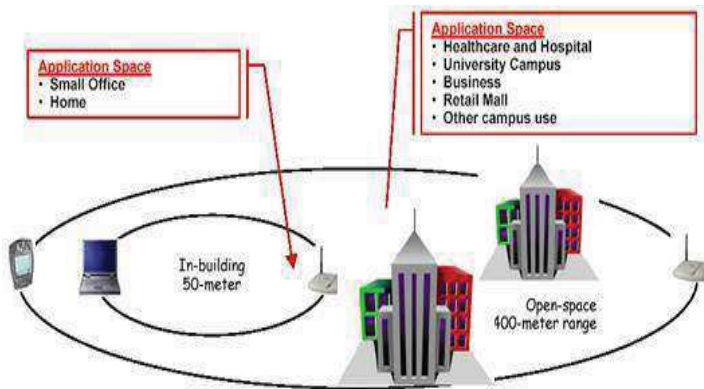 Application Space
• Small Office
• Home
Application Space
• Healthcare and Hospital
• University Campus
• Business
• Retail Mall
• Other campus use
In-building
50-meter
Open-space
400-meter range